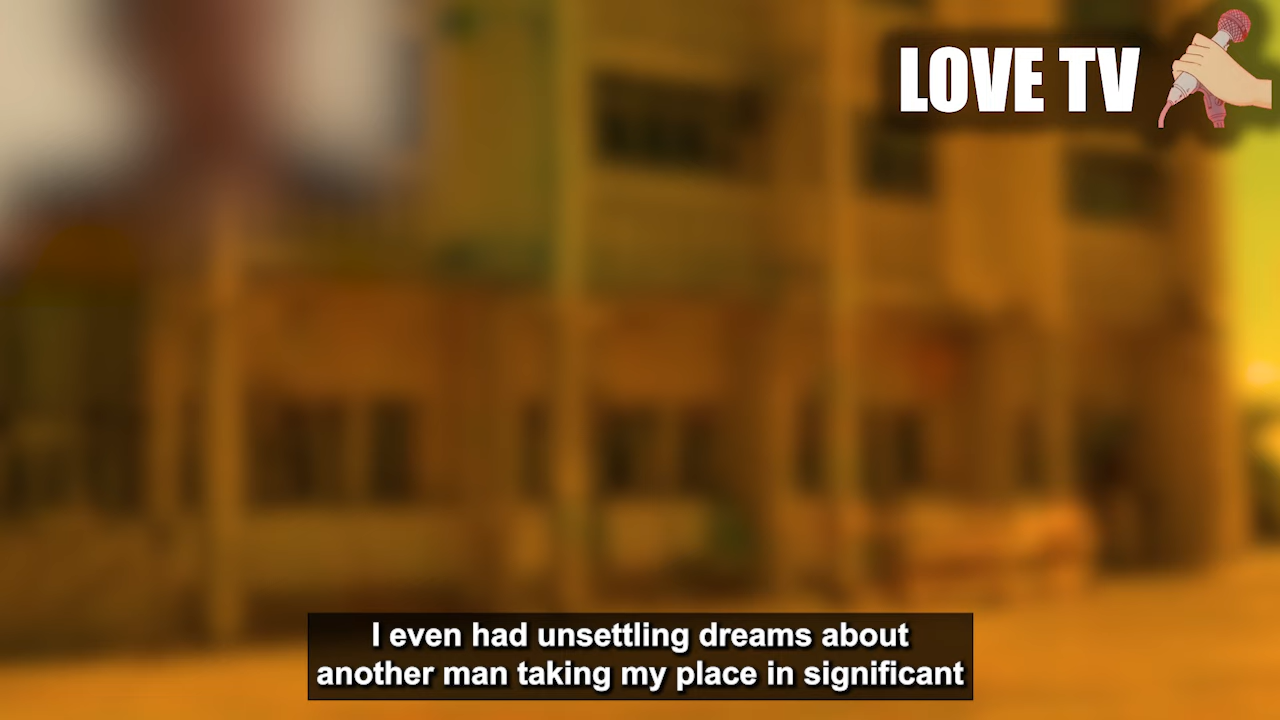 LOVE TV
I even had unsettling dreams about
another man taking my place in significant